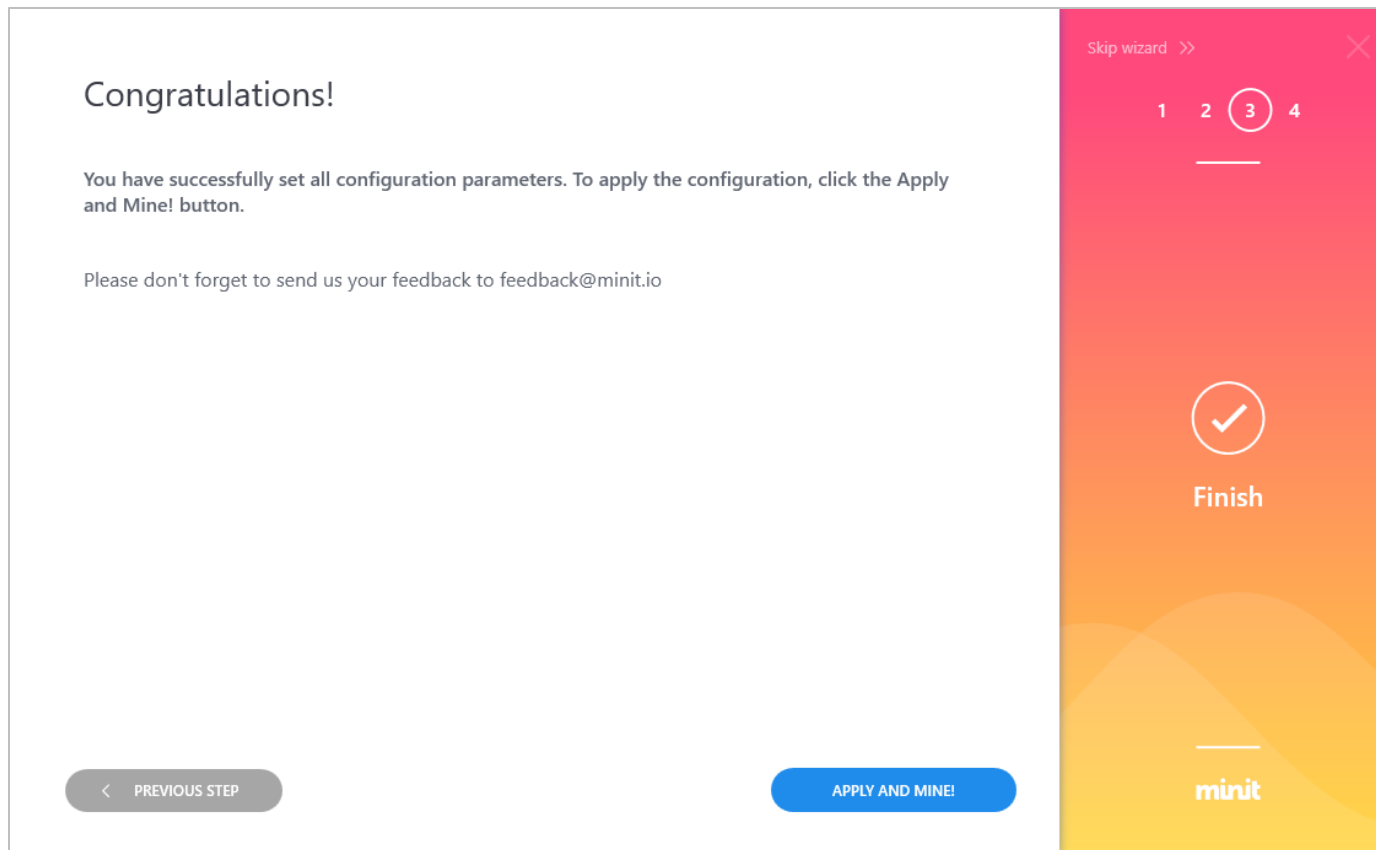 Congratulations!
You have successfully set all configuration parameters. To apply the configuration, click the Apply
and Mine! button.
Please don't forget to send us your feedback to feedback@minit.io
PREVIOUS STEP
APPLY AND MINE!
Skip wizard
1 2 3 4
Finish
minit